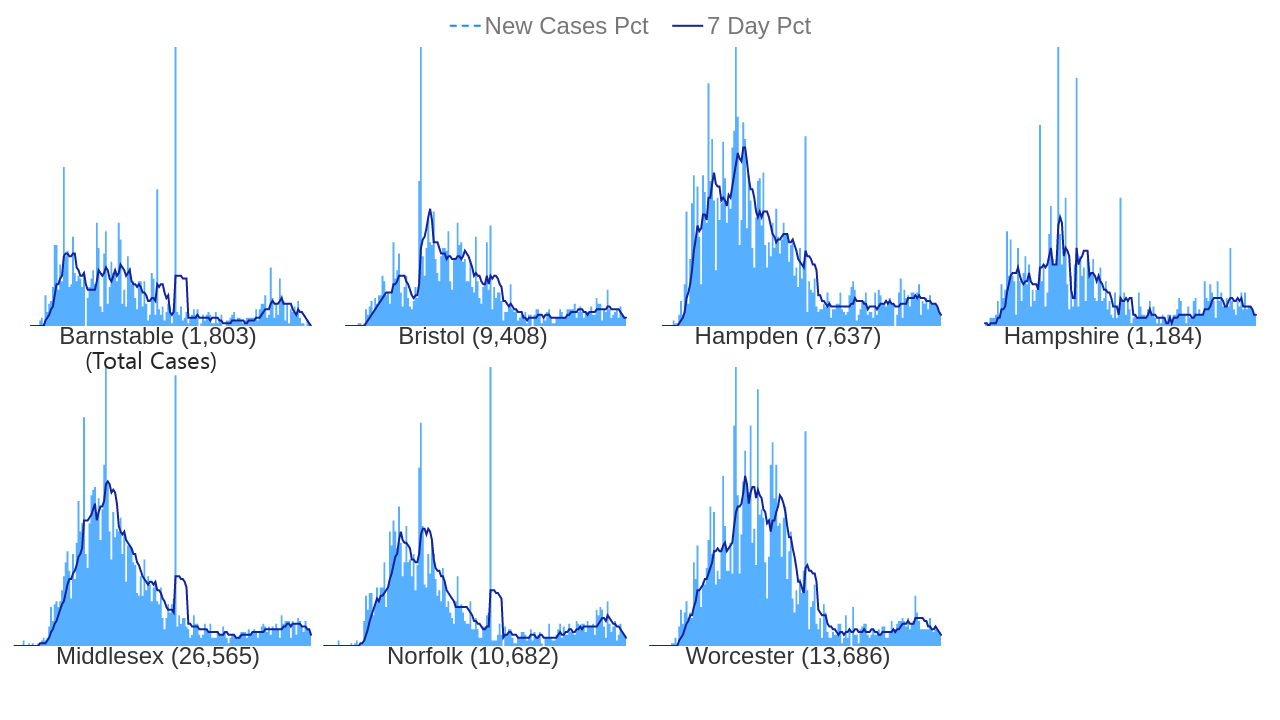 New Cases Pct 7 Day Pct
Barnstable (1,803)
(Total Cases)
Bristol (9,408)
Hampden (7,637)
Hampshire (1,184)
Middlesex (26,565)
Norfolk (10,682)
Worcester (13,686)